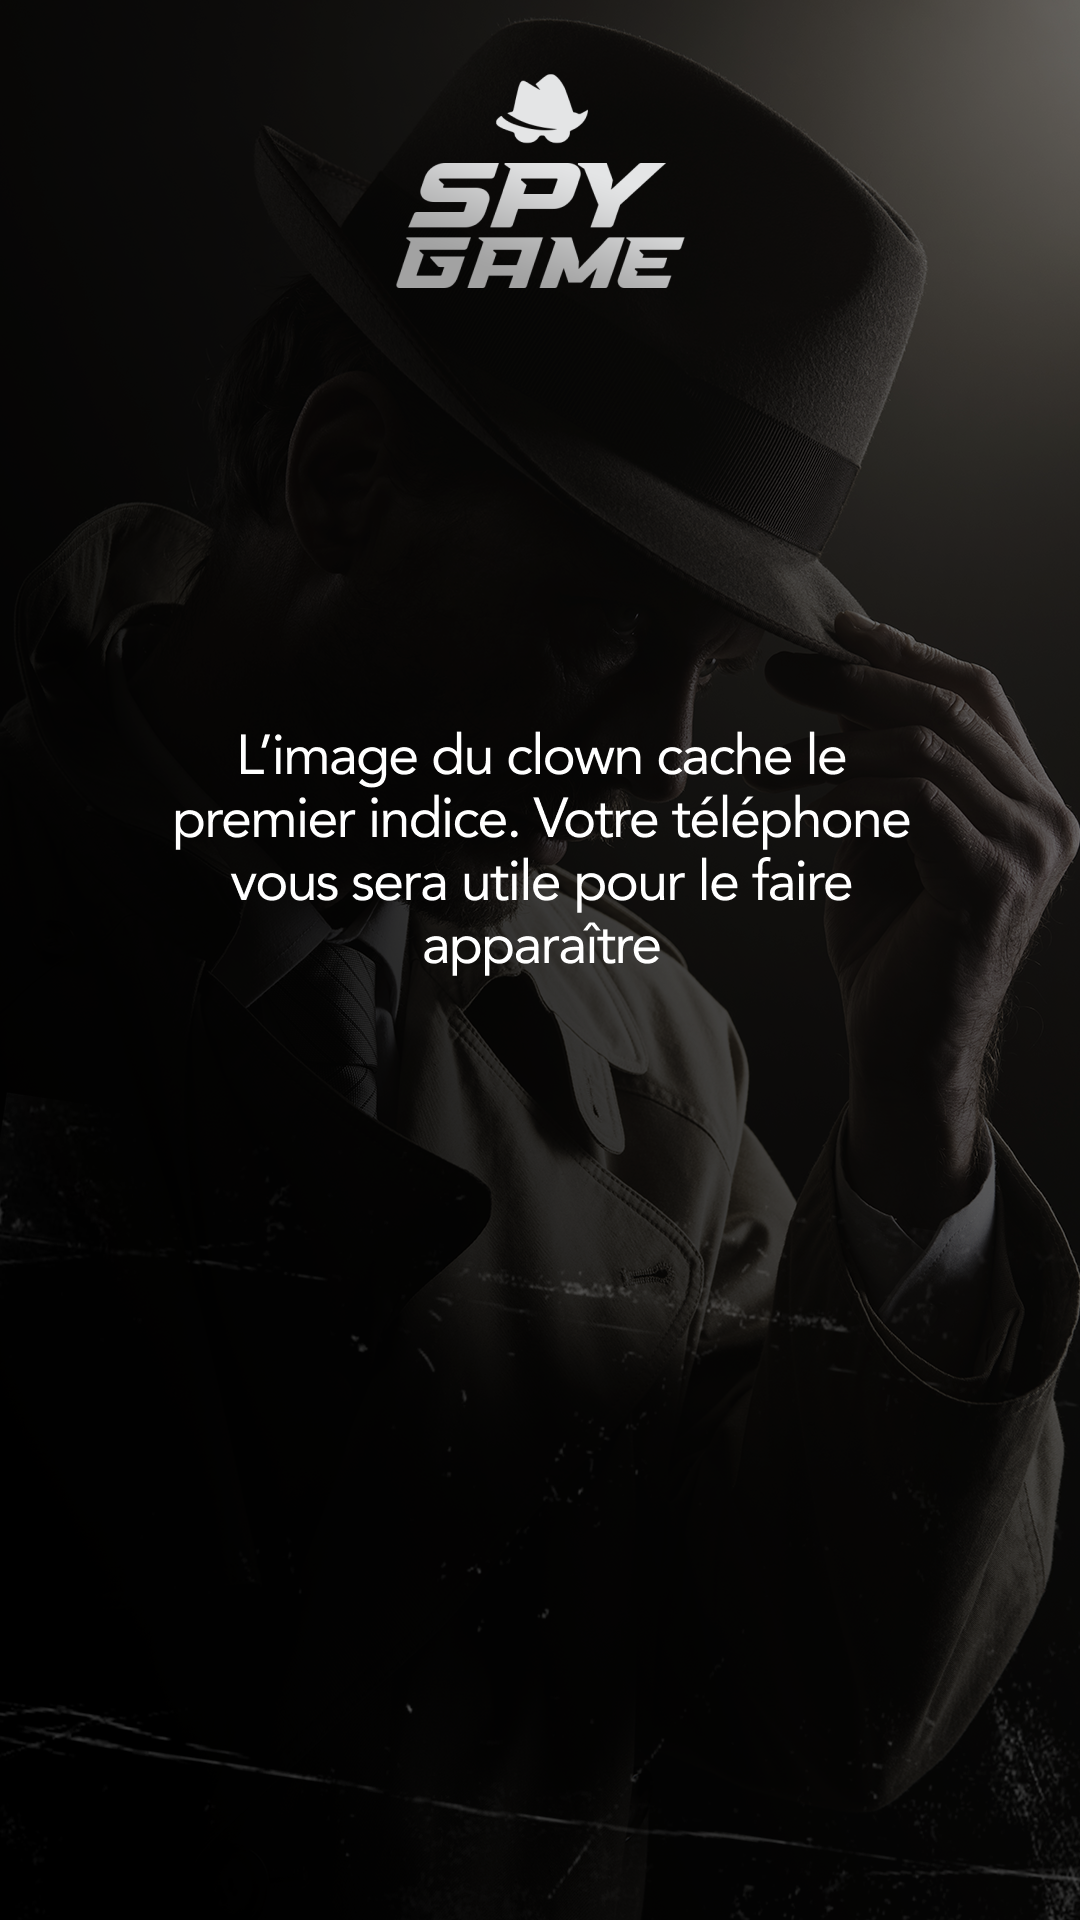 SPY
GAME
L’image du clown cache le
premier indice. Votre téléphone
vous sera utile pour le faire
apparaître